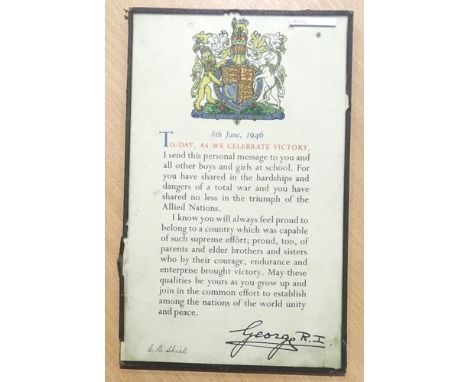 8th June, 1946
TO-DAY, AS WE CELEBRATE VICTORY,
I send this personal message to you and
all other boys and girls at school. For
you have shared in the hardships and
dangers of a total war and you have
shared no less in the triumph of the
Allied Nations.
I know you will always feel proud to
belong to a country which was capable
of such supreme effort; proud, too, of
parents and elder brothers and sisters
who by their courage, endurance and
enterprise brought victory. May these
qualities be yours as you grow up and
join in the common effort to establish
among the nations of the world unity
and peace.
George R.I.